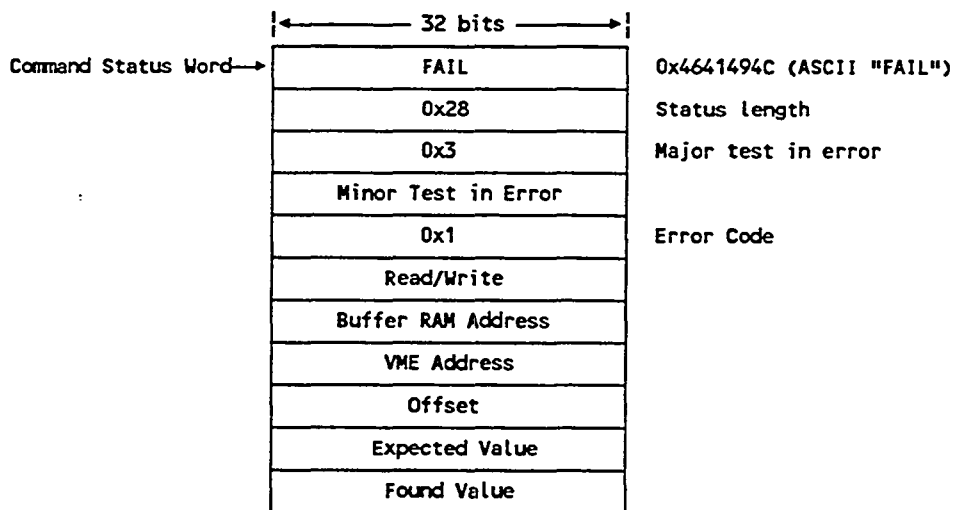 32 bits
Command Status Word FAIL 0x4641494C (ASCII "FAIL")
0x28 Status length
0x3 Major test in error
Minor Test in Error
0x1 Error Code
Read/Write
Buffer RAM Address
VME Address
Offset
Expected Value
Found Value